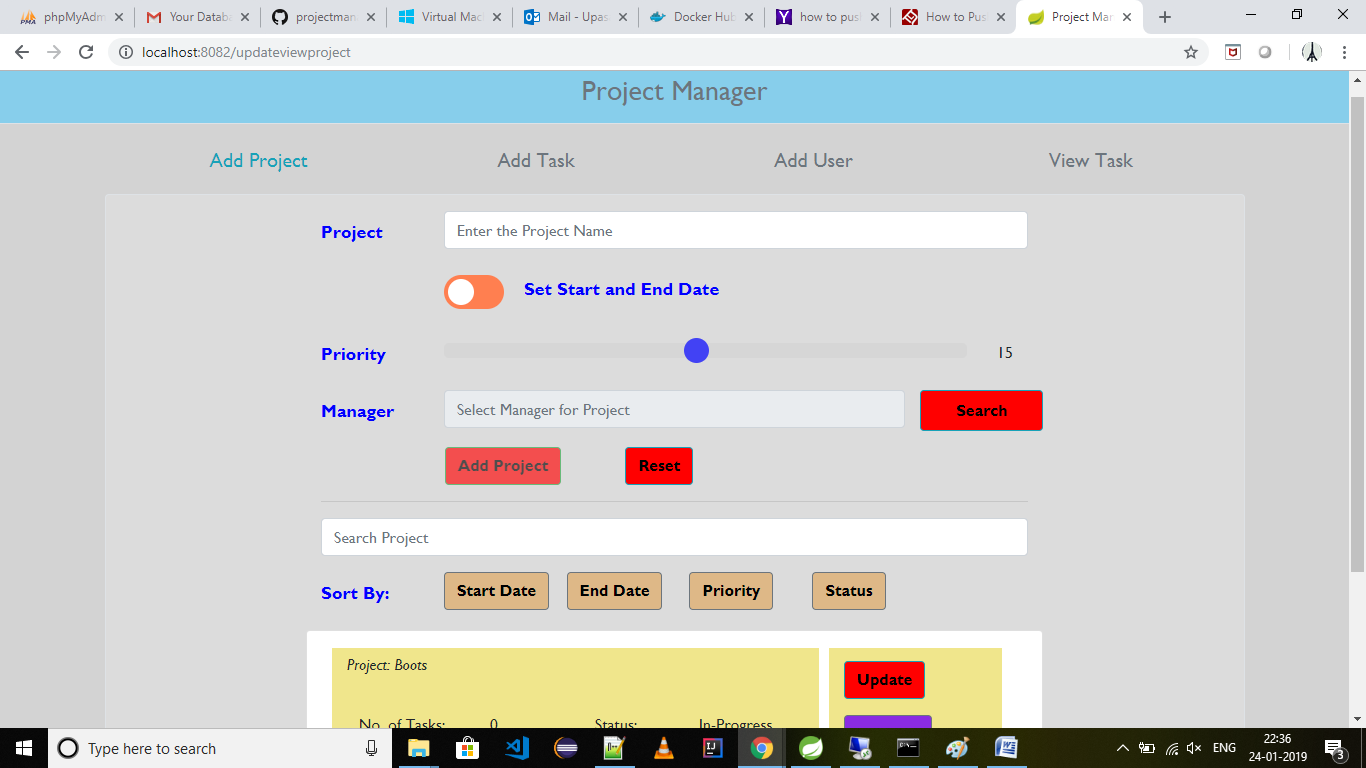 phpMyAdm
Your Databa
projectman
Virtual Mac
Mail - Upas
Docker Hub
how to push
How to Pus
Project Man
localhost:8082/updateviewproject
Project Manager
Add Project
Add Task
Add User
View Task
Project
Enter the Project Name
Set Start and End Date
Priority
15
Manager
Select Manager for Project
Search
Add Project
Reset
Search Project
Sort By:
Start Date
End Date
Priority
Status
Project: Boots
Update
No. of Tasks: 0 Status: In-Progress
Type here to search
ENG
22:36
24-01-2019
3